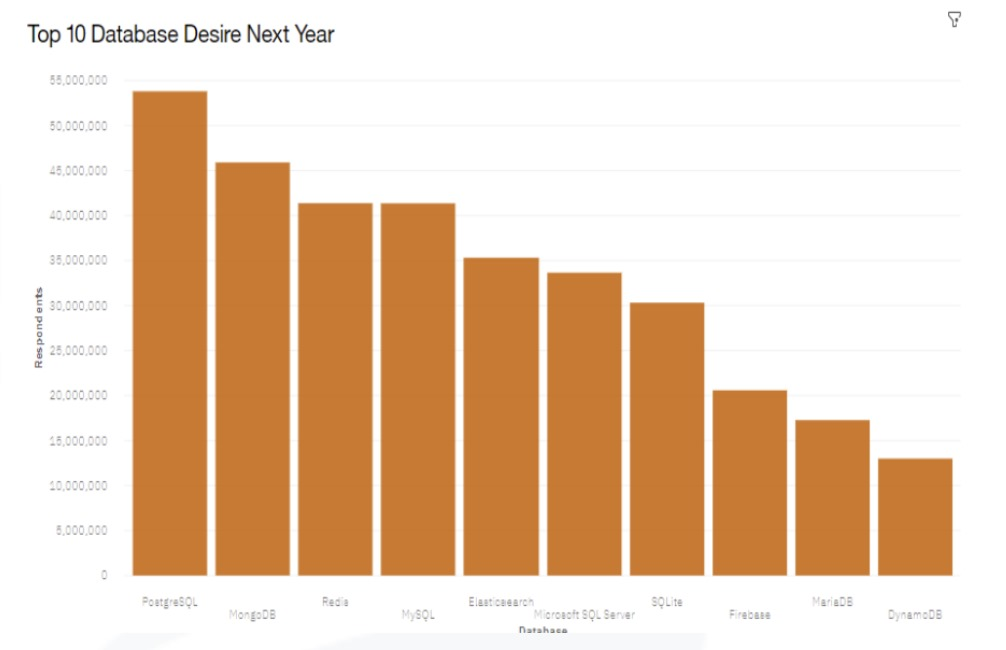 Top 10 Database Desire Next Year
55,000,000
50,000,000
45,000,000
40,000,000
35,000,000
30,000,000
25,000,000
20,000,000
15,000,000
10,000,000
5,000,000
0
Respondents
PostgreSQL
MongoDB
Redis
MySQL
Elasticsearch
Microsoft SQL Server
SQLite
Firebase
MariaDB
DynamoDB
Database